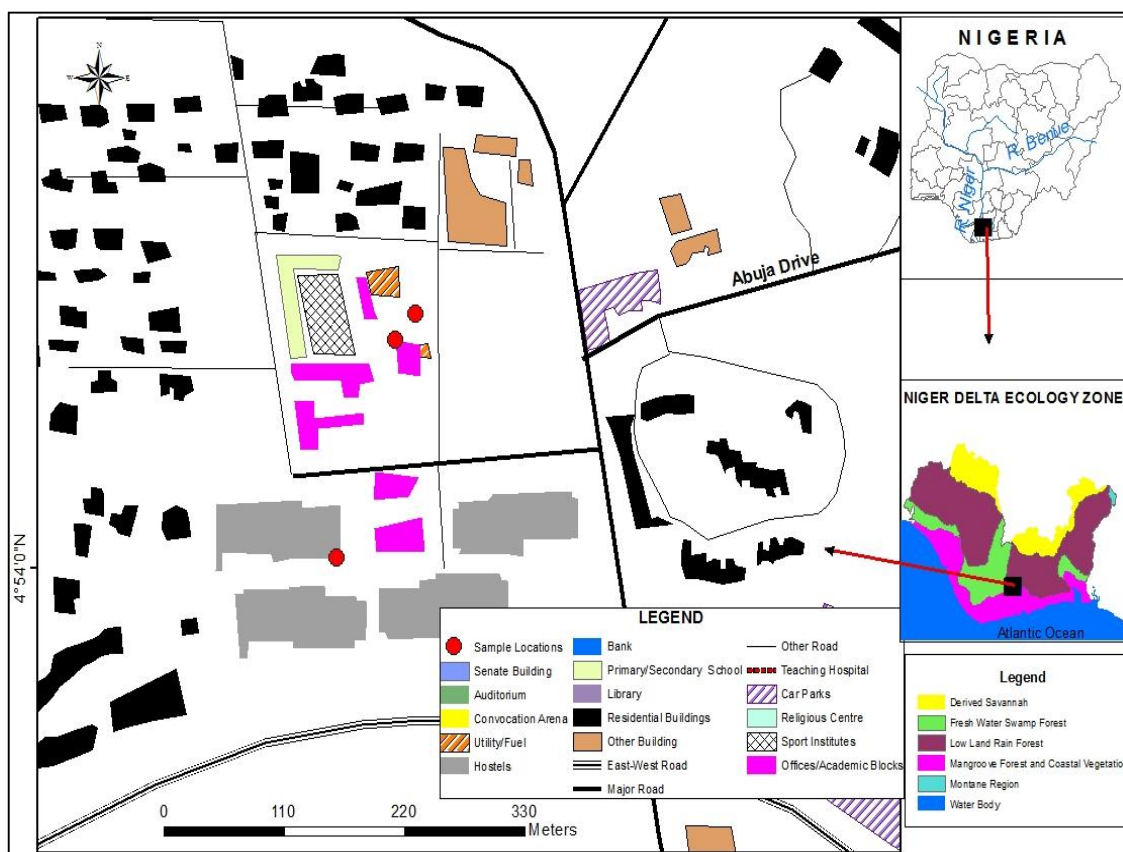 N
W
E
S
Abuja Drive
4°54'0"N
0 110 220 330
Meters
LEGEND
Sample Locations
Senate Building
Auditorium
Convocation Arena
Utility/Fuel
Hostels
Bank
Primary/Secondary School
Library
Residential Buildings
Other Building
East-West Road
Major Road
Other Road
Teaching Hospital
Car Parks
Religious Centre
Sport Institutes
Offices/Academic Blocks
NIGERIA
R. Benue
R. Niger
NIGER DELTA ECOLOGY ZONE
Atlantic Ocean
Legend
Derived Savannah
Fresh Water Swamp Forest
Low Land Rain Forest
Mangroove Forest and Coastal Vegetatio
Montane Region
Water Body